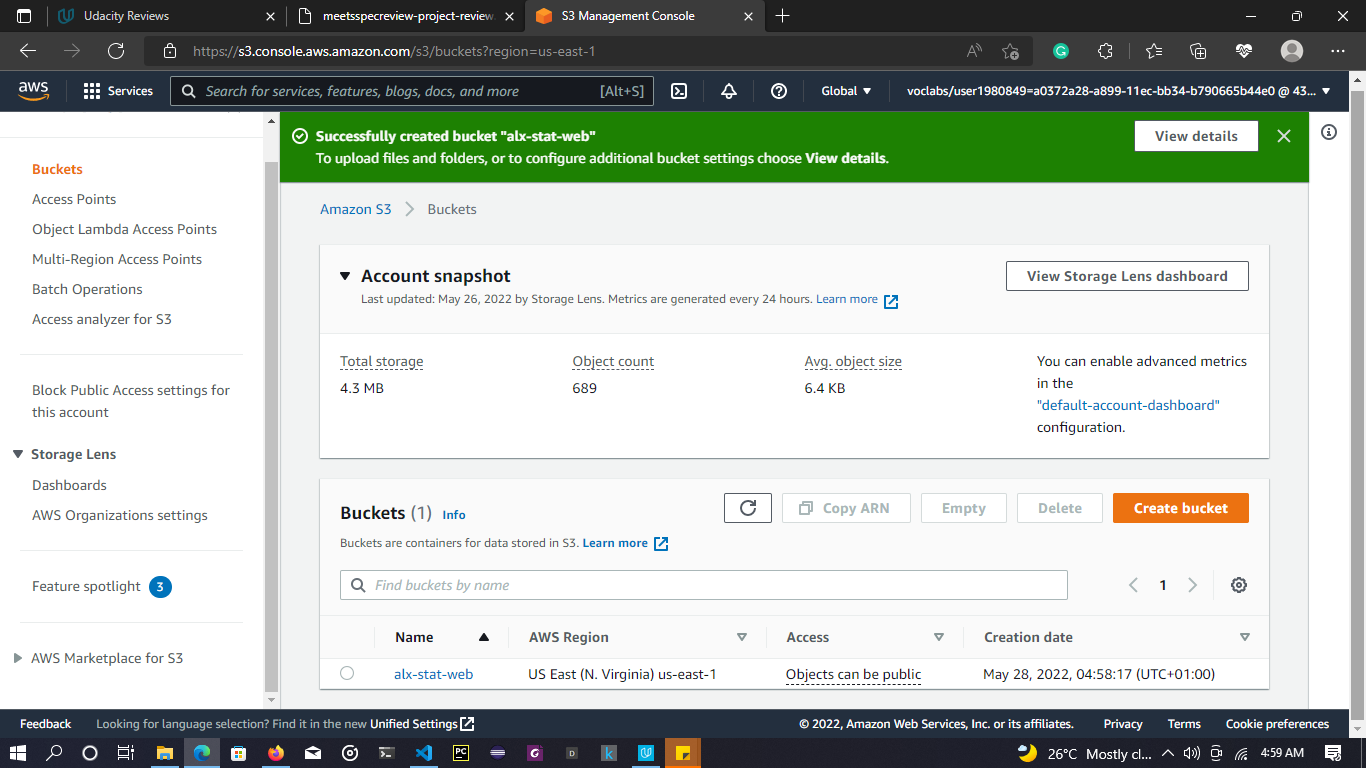 Udacity Reviews
meetsspecreview-project-review
S3 Management Console
https://s3.console.aws.amazon.com/s3/buckets?region=us-east-1
aws
Services
Search for services, features, blogs, docs, and more
[Alt+S]
Global
voclabs/user1980849=a0372a28-a899-11ec-bb34-b790665b44e0 @ 43...
Successfully created bucket "alx-stat-web"
To upload files and folders, or to configure additional bucket settings choose View details.
View details
Buckets
Access Points
Object Lambda Access Points
Multi-Region Access Points
Batch Operations
Access analyzer for S3
Block Public Access settings for
this account
Storage Lens
Dashboards
AWS Organizations settings
Feature spotlight 3
AWS Marketplace for S3
Amazon S3
Buckets
Account snapshot
Last updated: May 26, 2022 by Storage Lens. Metrics are generated every 24 hours. Learn more
View Storage Lens dashboard
Total storage
4.3 MB
Object count
689
Avg. object size
6.4 KB
You can enable advanced metrics
in the
"default-account-dashboard"
configuration.
Buckets (1) Info
Buckets are containers for data stored in S3. Learn more
Copy ARN
Empty
Delete
Create bucket
Find buckets by name
1
Name
AWS Region
Access
Creation date
alx-stat-web
US East (N. Virginia) us-east-1
Objects can be public
May 28, 2022, 04:58:17 (UTC+01:00)
Feedback
Looking for language selection? Find it in the new Unified Settings
© 2022, Amazon Web Services, Inc. or its affiliates.
Privacy
Terms
Cookie preferences
26°C Mostly cl...
4:59 AM